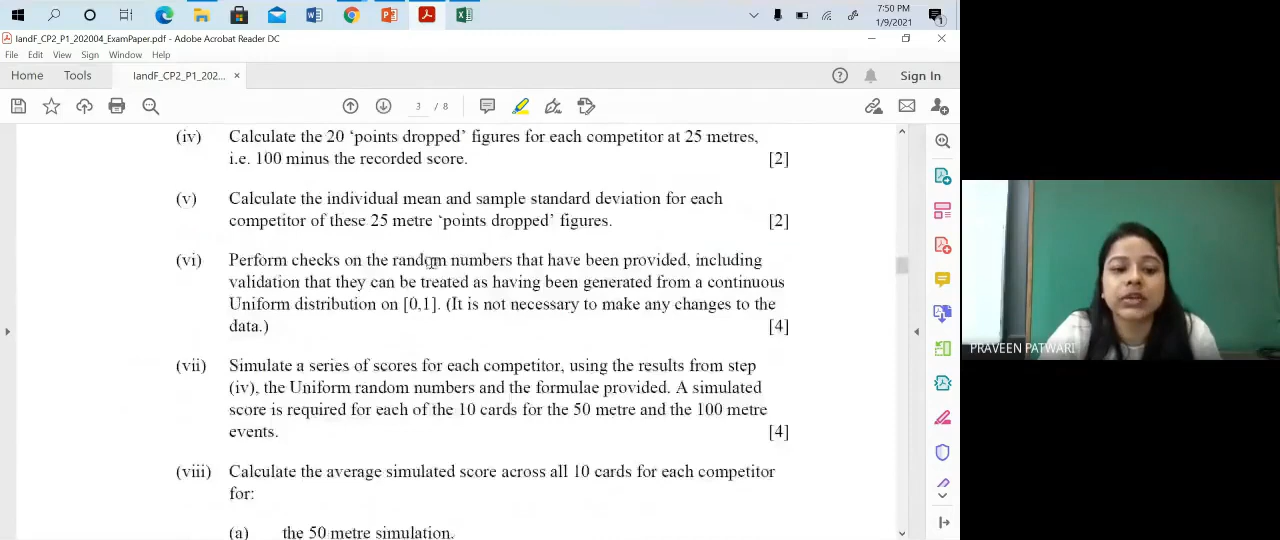 7:50 PM
1/9/2021
IandF_CP2_P1_202004_ExamPaper.pdf - Adobe Acrobat Reader DC
File Edit View Sign Window Help
Home Tools IandF_CP2_P1_202... × Sign In
3 / 8
(iv) Calculate the 20 ‘points dropped’ figures for each competitor at 25 metres,
i.e. 100 minus the recorded score. [2]
(v) Calculate the individual mean and sample standard deviation for each
competitor of these 25 metre ‘points dropped’ figures. [2]
(vi) Perform checks on the random numbers that have been provided, including
validation that they can be treated as having been generated from a continuous
Uniform distribution on [0,1]. (It is not necessary to make any changes to the
data.) [4]
(vii) Simulate a series of scores for each competitor, using the results from step
(iv), the Uniform random numbers and the formulae provided. A simulated
score is required for each of the 10 cards for the 50 metre and the 100 metre
events. [4]
(viii) Calculate the average simulated score across all 10 cards for each competitor
for:
(a) the 50 metre simulation.
PRAVEEN PATWARI